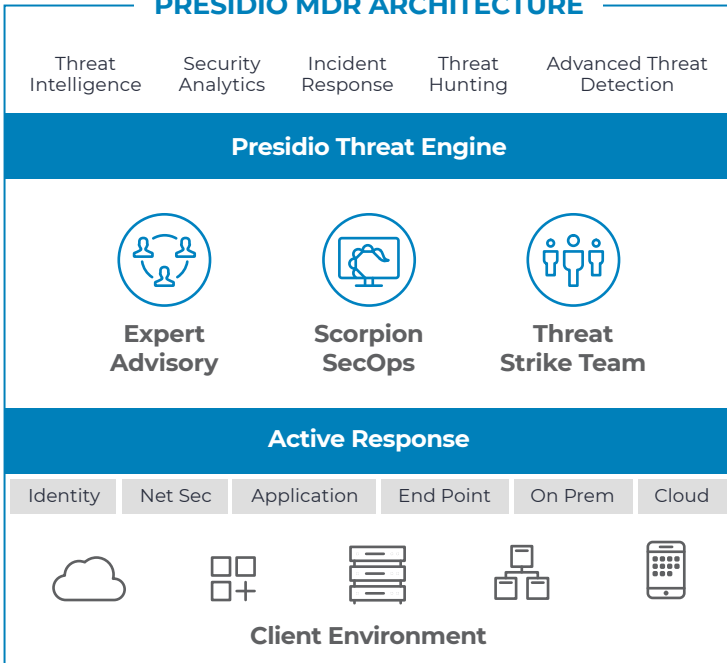 PRESIDIO MDR ARCHITECTURE
Threat Intelligence
Security Analytics
Incident Response
Threat Hunting
Advanced Threat Detection
Presidio Threat Engine
Expert Advisory
Scorpion SecOps
Threat Strike Team
Active Response
Identity
Net Sec
Application
End Point
On Prem
Cloud
Client Environment